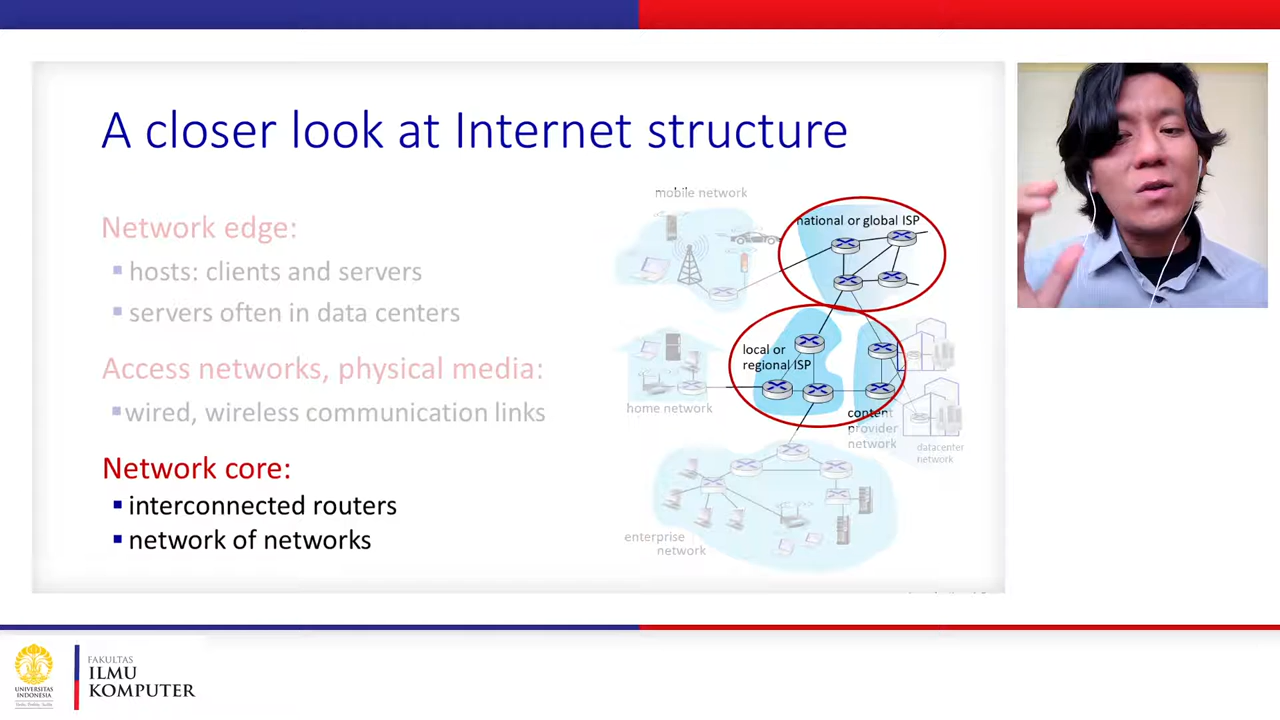 A closer look at Internet structure
Network edge:
hosts: clients and servers
servers often in data centers
Access networks, physical media:
wired, wireless communication links
Network core:
interconnected routers
network of networks
mobile network
national or global ISP
local or
regional ISP
home network
content
provider
network
datacenter
network
enterprise
network
UNIVERSITAS
INDONESIA
FAKULTAS
ILMU
KOMPUTER